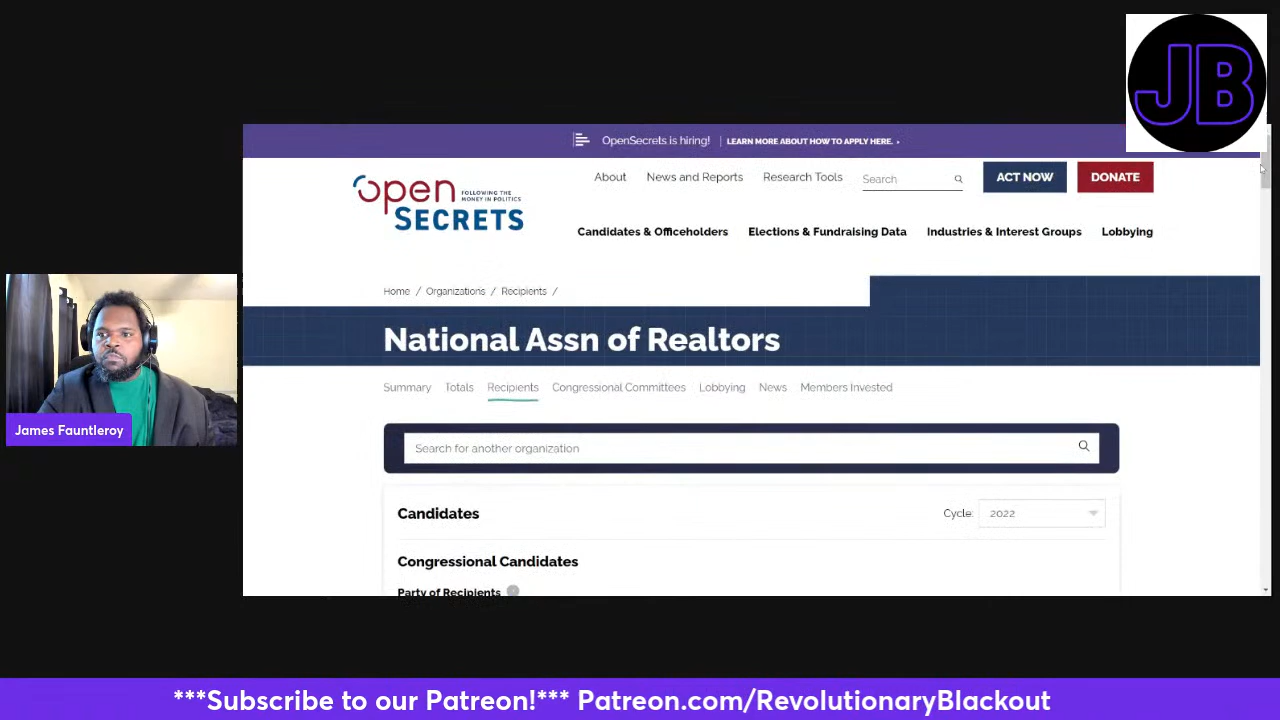 JB
OpenSecrets is hiring! | LEARN MORE ABOUT HOW TO APPLY HERE. ›
open FOLLOWING THE MONEY IN POLITICS
SECRETS
About News and Reports Research Tools Search ACT NOW DONATE
Candidates & Officeholders Elections & Fundraising Data Industries & Interest Groups Lobbying
Home / Organizations / Recipients /
National Assn of Realtors
Summary Totals Recipients Congressional Committees Lobbying News Members Invested
Search for another organization
Candidates Cycle: 2022
Congressional Candidates
Party of Recipients
James Fauntleroy
***Subscribe to our Patreon!*** Patreon.com/RevolutionaryBlackout